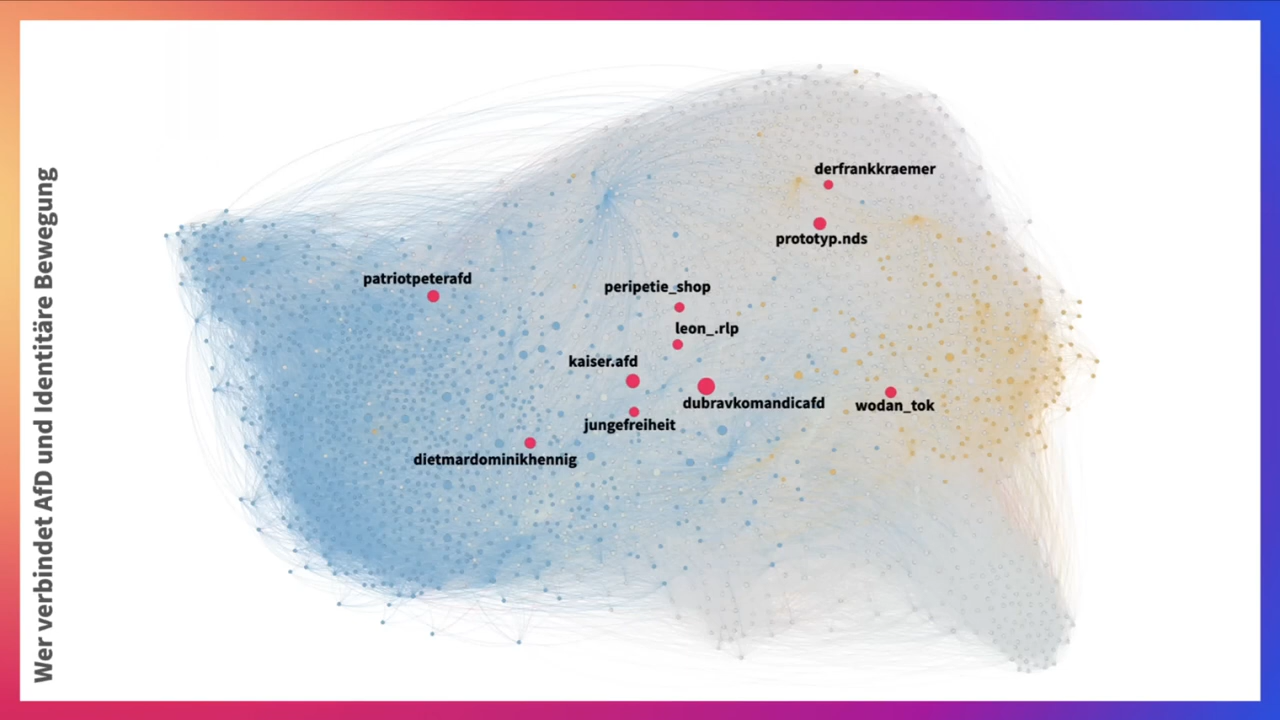 Wer verbindet AfD und Identitäre Bewegung
derfrankkraemer
prototyp.nds
patriotpeterafd
peripetie_shop
leon_.rlp
kaiser.afd
dubravkomandicafd
wodan_tok
jungefreiheit
dietmardominikhennig